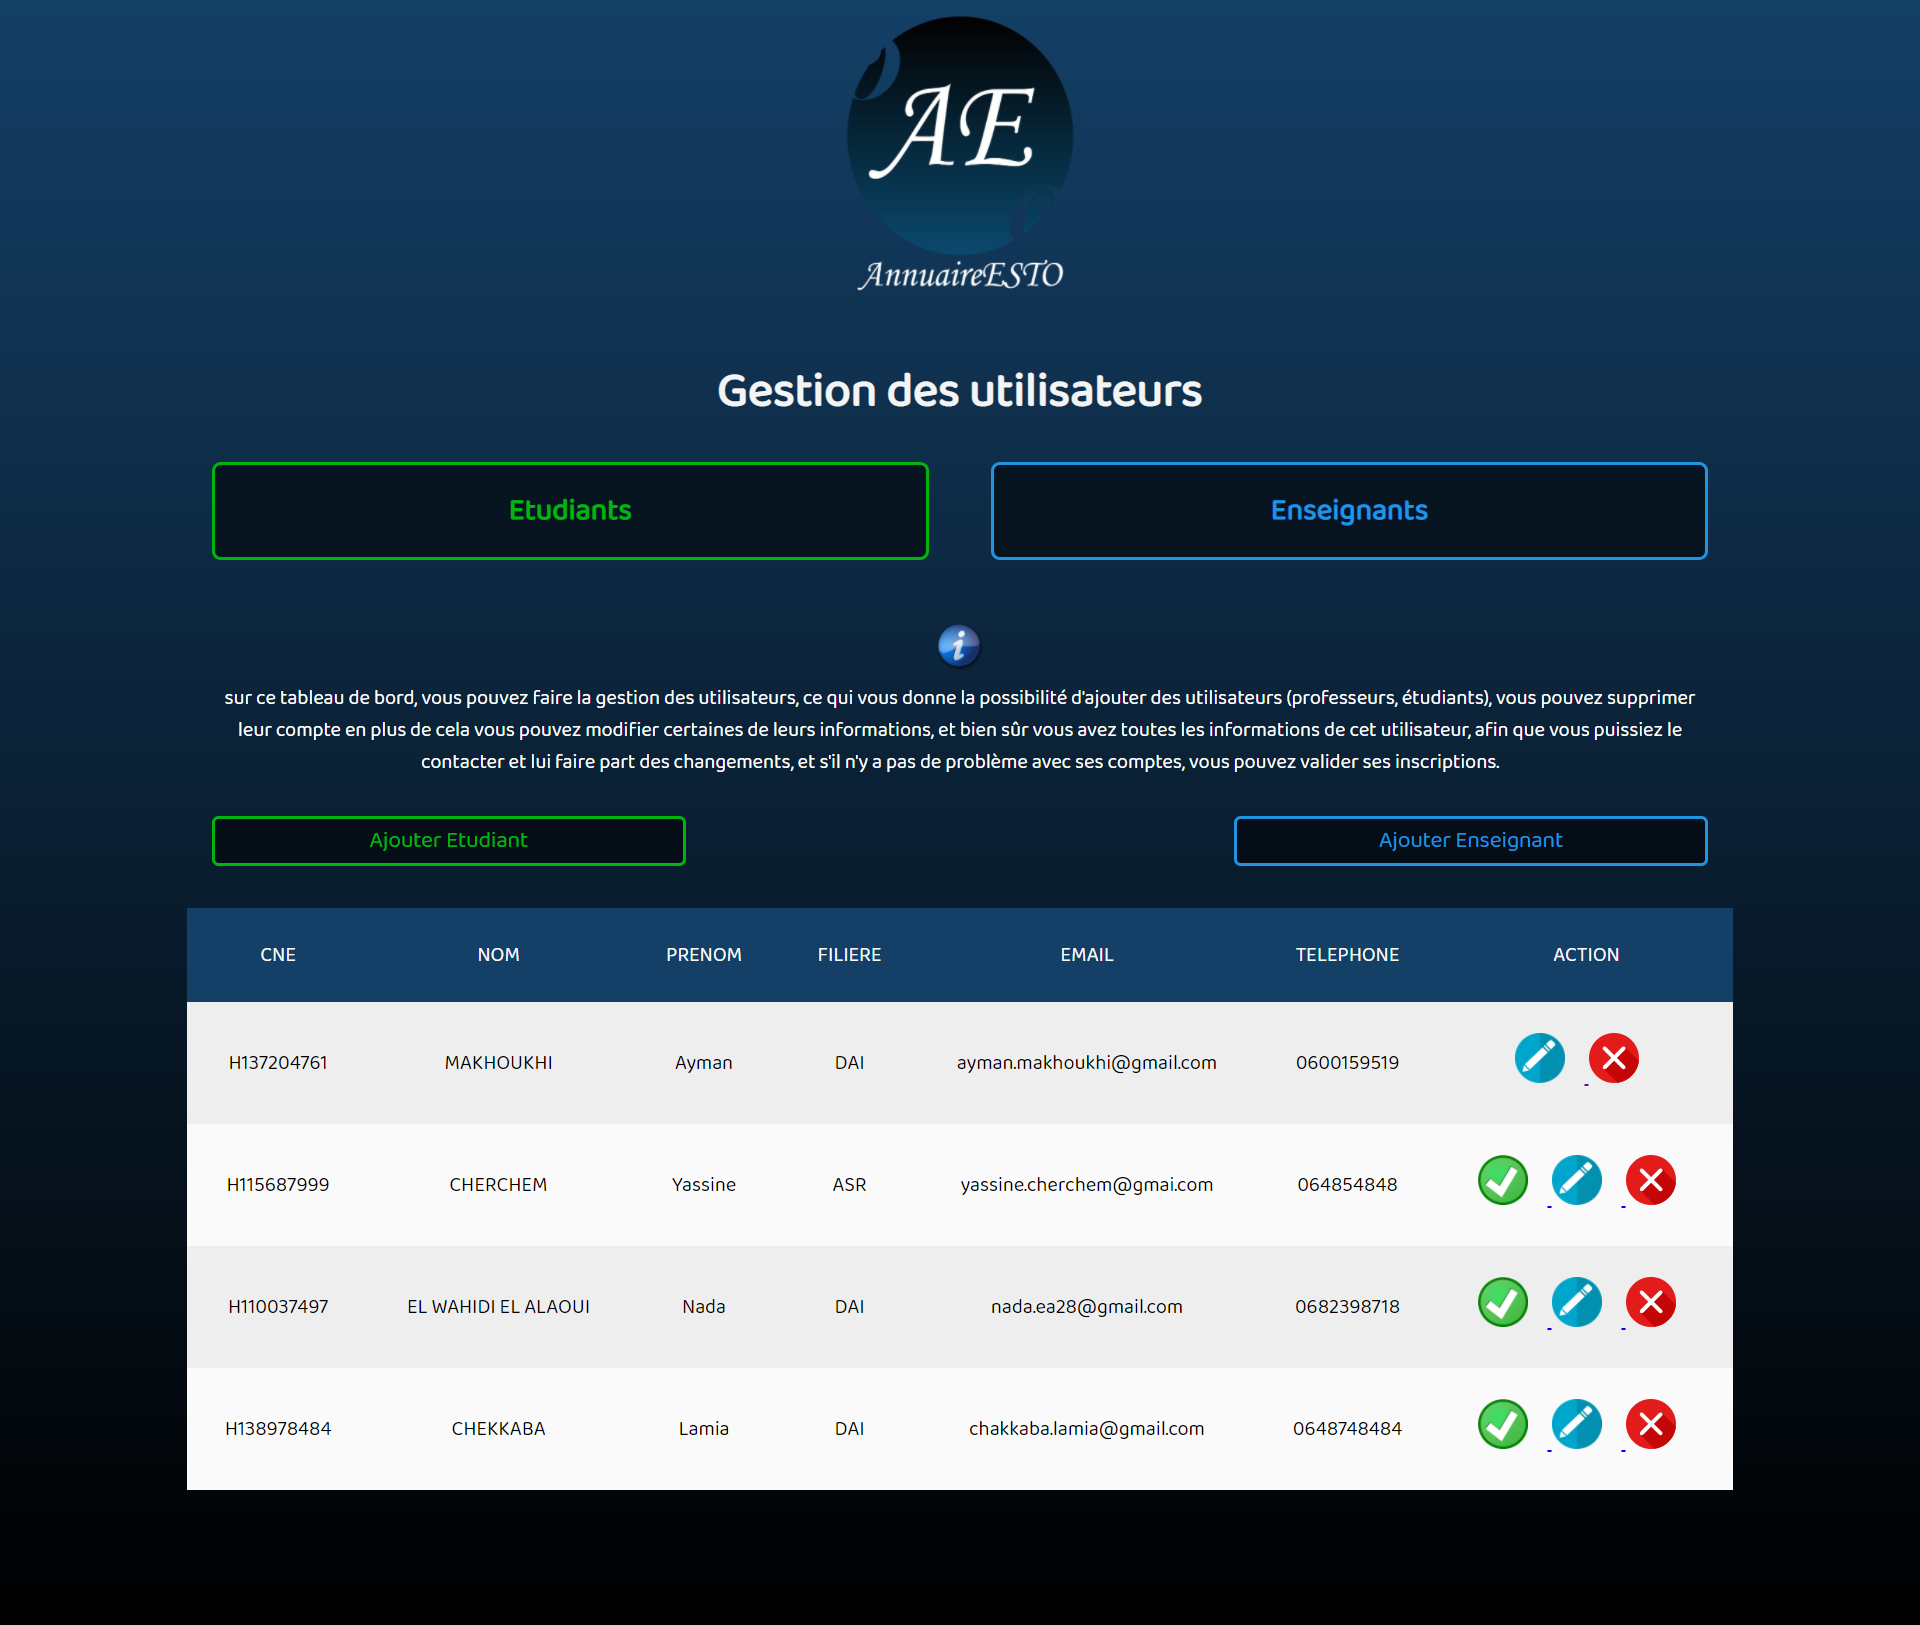 AE
AnnuaireESTO
Gestion des utilisateurs
Etudiants Enseignants
i
sur ce tableau de bord, vous pouvez faire la gestion des utilisateurs, ce qui vous donne la possibilité d'ajouter des utilisateurs (professeurs, étudiants), vous pouvez supprimer
leur compte en plus de cela vous pouvez modifier certaines de leurs informations, et bien sûr vous avez toutes les informations de cet utilisateur, afin que vous puissiez le
contacter et lui faire part des changements, et s'il n'y a pas de problème avec ses comptes, vous pouvez valider ses inscriptions.
Ajouter Etudiant Ajouter Enseignant
CNE NOM PRENOM FILIERE EMAIL TELEPHONE ACTION
H137204761 MAKHOUKHI Ayman DAI ayman.makhoukhi@gmail.com 0600159519
H115687999 CHERCHEM Yassine ASR yassine.cherchem@gmai.com 064854848
H110037497 EL WAHIDI EL ALAOUI Nada DAI nada.ea28@gmail.com 0682398718
H138978484 CHEKKABA Lamia DAI chakkaba.lamia@gmail.com 0648748484